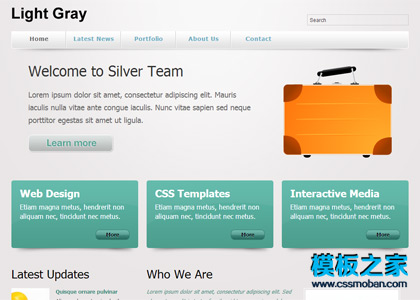 Light Gray
Search
Home
Latest News
Portfolio
About Us
Contact
Welcome to Silver Team
Lorem ipsum dolor sit amet, consectetur adipiscing elit. Mauris
iaculis nulla vitae ante congue iaculis. Nunc vitae sapien sed neque
porttitor egestas sit amet ut ligula.
Learn more
Web Design
Etiam magna metus, hendrerit non
aliquam nec, tincidunt nec metus.
More
CSS Templates
Etiam magna metus, hendrerit non
aliquam nec, tincidunt nec metus.
More
Interactive Media
Etiam magna metus, hendrerit non
aliquam nec, tincidunt nec metus.
More
Latest Updates
Who We Are
Quisque ornare pulvinar
Lorem ipsum dolor sit amet, consectetur
模板之家
www.cssmoban.com